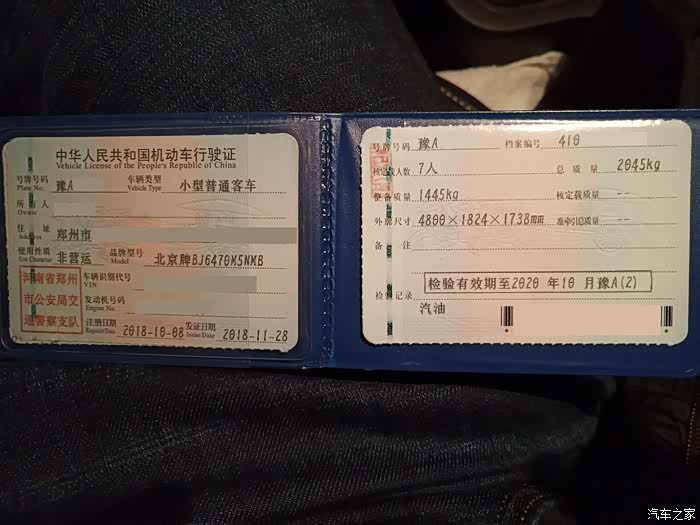 中华人民共和国机动车行驶证
Vehicle License of the People's Republic of China
号牌号码 豫A 车辆类型 小型普通客车
Plate No. Vehicle Type
所有人
Owner
住址 郑州市
Address
使用性质 非营运 品牌型号 北京牌BJ6470M5NMB
Use Character Model
河南省郑州市公安局交通警察支队
车辆识别代号
VIN
发动机号码
Engine No.
注册日期 2018-10-08 发证日期 2018-11-28
Register Date Issue Date
号牌号码 豫A 档案编号 410
核定载人数 7人 总质量 2045kg
整备质量 1445kg 核定载质量 --
外廓尺寸 4800×1824×1738mm 准牵引总质量 --
备注
检验有效期至2020年10月豫A(2)
检验记录
汽油
汽车之家